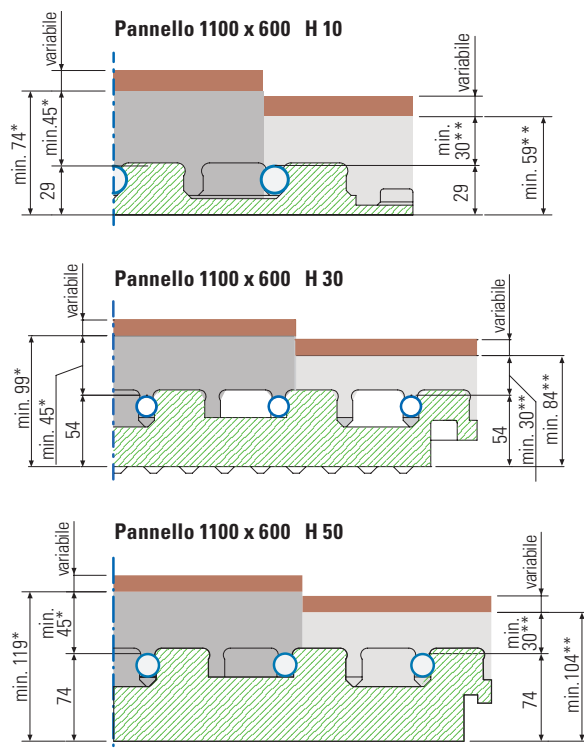 Pannello 1100 x 600 H 10
variabile
min.45*
min. 74*
29
variabile
min.
30**
min. 59**
29
Pannello 1100 x 600 H 30
variabile
min. 99*
min. 45*
54
variabile
min. 30**
min. 84**
54
Pannello 1100 x 600 H 50
variabile
min.
45*
min. 119*
74
variabile
min.
30**
min.104**
74